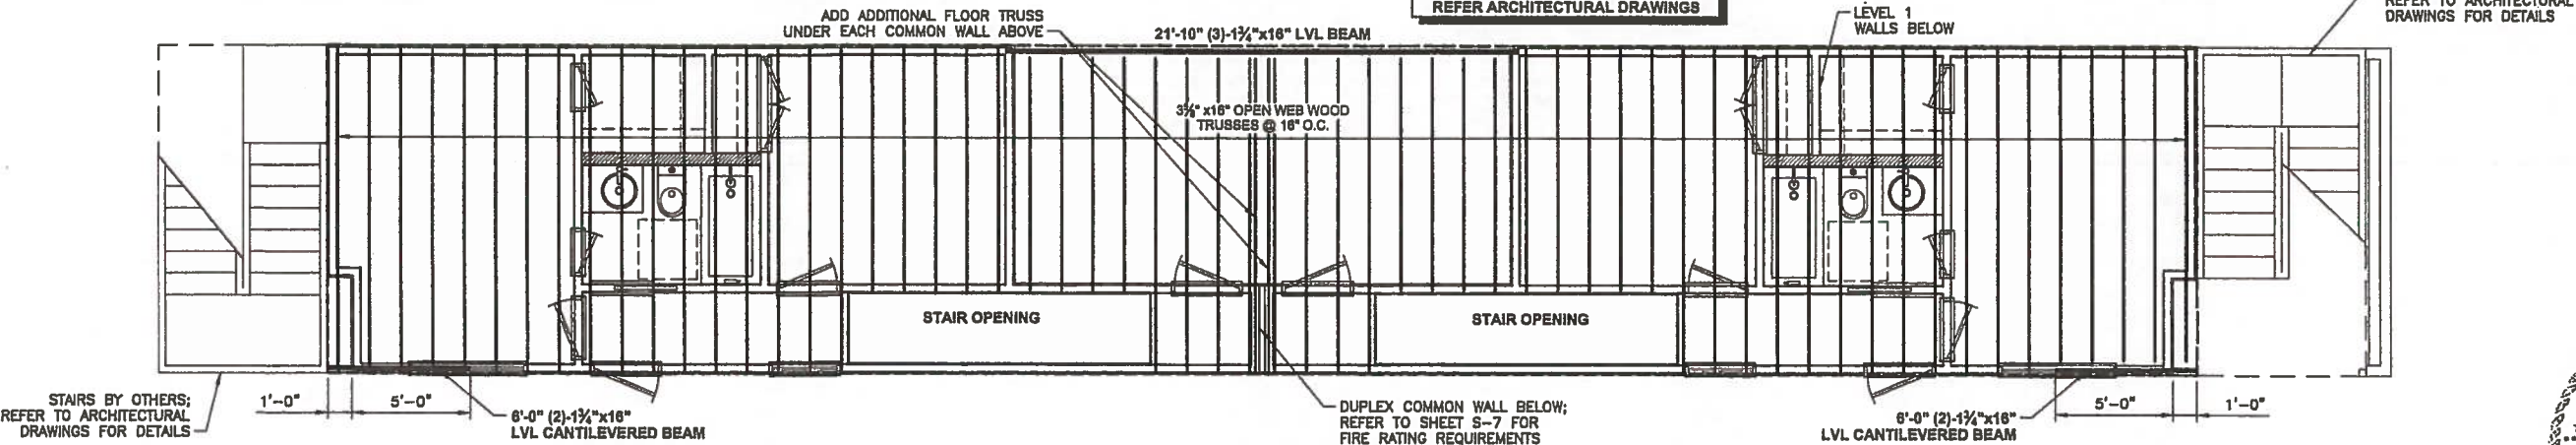 REFER ARCHITECTURAL DRAWINGS
ADD ADDITIONAL FLOOR TRUSS
UNDER EACH COMMON WALL ABOVE
21'-10" (3)-1¾"x16" LVL BEAM
LEVEL 1
WALLS BELOW
REFER TO ARCHITECTURAL
DRAWINGS FOR DETAILS
3½" x16" OPEN WEB WOOD
TRUSSES @ 16" O.C.
STAIR OPENING
STAIR OPENING
STAIRS BY OTHERS;
REFER TO ARCHITECTURAL
DRAWINGS FOR DETAILS
1'-0"
5'-0"
6'-0" (2)-1¾"x16"
LVL CANTILEVERED BEAM
DUPLEX COMMON WALL BELOW;
REFER TO SHEET S-7 FOR
FIRE RATING REQUIREMENTS
6'-0" (2)-1¾"x16"
LVL CANTILEVERED BEAM
5'-0"
1'-0"